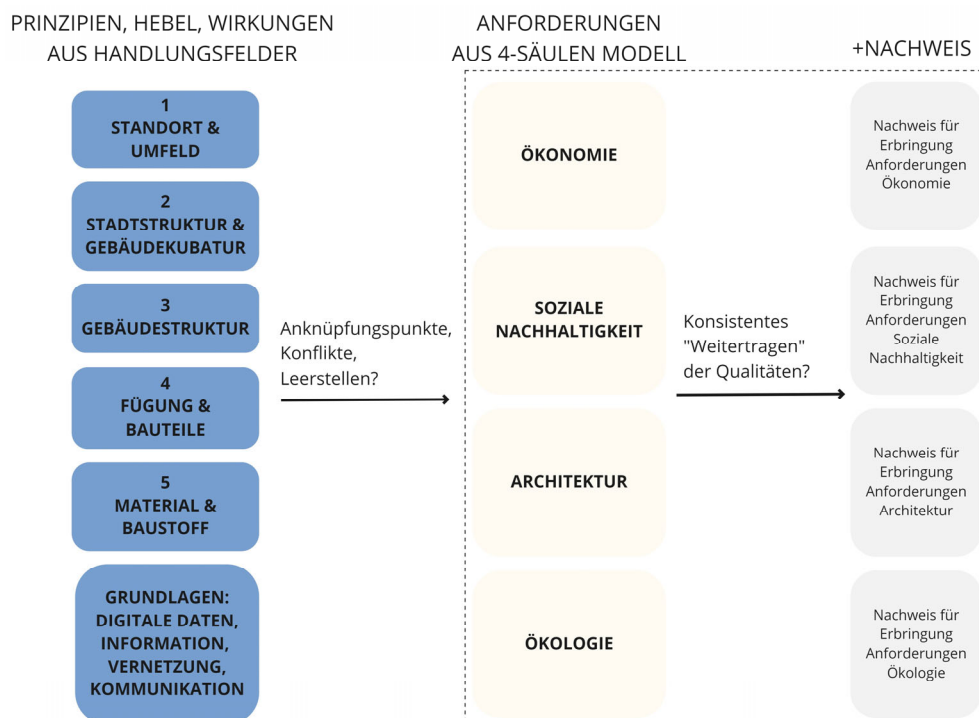 PRINZIPIEN, HEBEL, WIRKUNGEN
AUS HANDLUNGSFELDER
1
STANDORT &
UMFELD
2
STADTSTRUKTUR &
GEBÄUDEKUBATUR
3
GEBÄUDESTRUKTUR
4
FÜGUNG &
BAUTEILE
5
MATERIAL &
BAUSTOFF
GRUNDLAGEN:
DIGITALE DATEN,
INFORMATION,
VERNETZUNG,
KOMMUNIKATION
Anknüpfungspunkte,
Konflikte,
Leerstellen?
ANFORDERUNGEN
AUS 4-SÄULEN MODELL
ÖKONOMIE
SOZIALE
NACHHALTIGKEIT
ARCHITEKTUR
ÖKOLOGIE
Konsistentes
"Weitertragen"
der Qualitäten?
+NACHWEIS
Nachweis für
Erbringung
Anforderungen
Ökonomie
Nachweis für
Erbringung
Anforderungen
Soziale
Nachhaltigkeit
Nachweis für
Erbringung
Anforderungen
Architektur
Nachweis für
Erbringung
Anforderungen
Ökologie